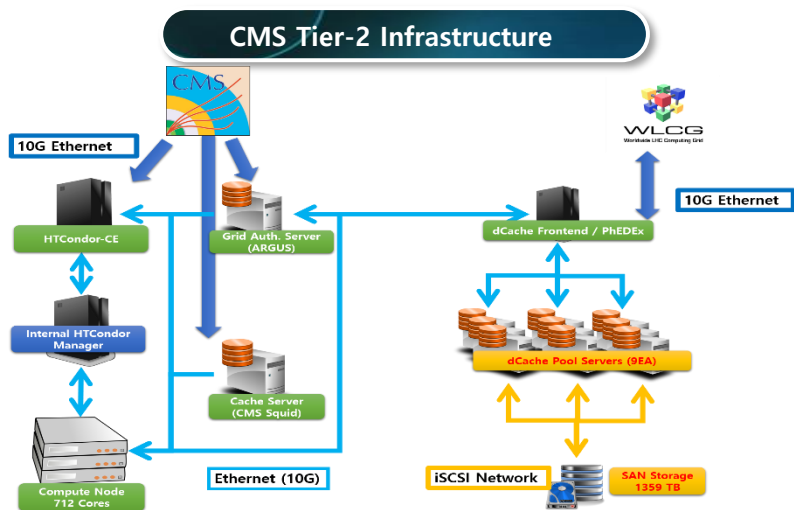 CMS Tier-2 Infrastructure
CMS
WLCG
Worldwide LHC Computing Grid
10G Ethernet
10G Ethernet
HTCondor-CE
Grid Auth. Server
(ARGUS)
dCache Frontend / PhEDEx
Internal HTCondor
Manager
dCache Pool Servers (9EA)
Cache Server
(CMS Squid)
Ethernet (10G)
iSCSI Network
SAN Storage
1359 TB
Compute Node
712 Cores